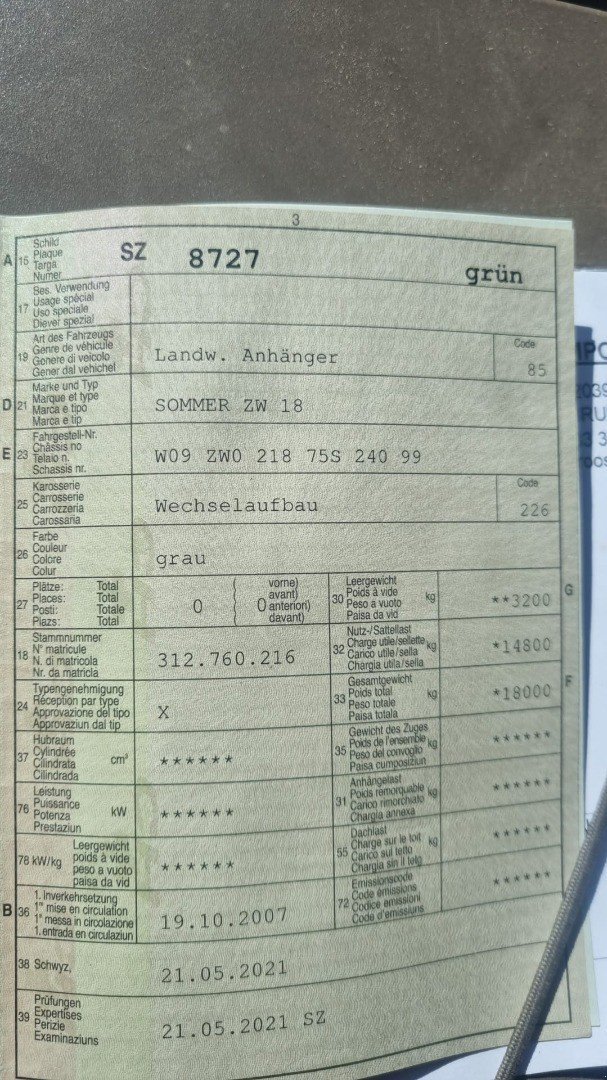 3
A 15 Schild
Plaque
Targa
Numer
SZ 8727 grün
17 Bes. Verwendung
Usage spécial
Uso speciale
Diever spezial
19 Art des Fahrzeugs
Genre de véhicule
Genere di veicolo
Gener dal vehichel
Landw. Anhänger
Code
85
D 21 Marke und Typ
Marque et type
Marca e tipo
Marca e tip
SOMMER ZW 18
E 23 Fahrgestell-Nr.
Châssis no
Telaio n.
Schassis nr.
W09 ZW0 218 75S 240 99
25 Karosserie
Carrosserie
Carrozzeria
Carossaria
Wechselaufbau
Code
226
26 Farbe
Couleur
Colore
Colur
grau
27 Plätze: Total
Places: Total
Posti: Totale
Plazs: Total
0
( vorne)
( avant)
0 anterion)
( davant)
30 Leergewicht
Poids à vide
Peso a vuoto
Paisa da vid
kg
**3200
G
18 Stammnummer
N° matricule
N. di matricola
Nr. da matricla
312.760.216
32 Nutz-/Sattellast
Charge utile/sellette
Carico utile/sella
Chargia utila/sella
kg
*14800
24 Typengenehmigung
Réception par type
Approvazione del tipo
Approvaziun dal tip
X
33 Gesamtgewicht
Poids total
Peso totale
Paisa totala
kg
*18000
F
37 Hubraum
Cylindrée
Cilindrata
Cilindrada
cm³
******
35 Gewicht des Zuges
Poids de l'ensemble
Peso del convoglio
Paisa cumposiziun
kg
******
76 Leistung
Puissance
Potenza
Prestaziun
kW
******
31 Anhängelast
Poids remorquable
Carico rimorchiato
Chargia annexa
kg
******
78 kW/kg
Leergewicht
poids à vide
peso a vuoto
paisa da vid
******
55 Dachlast
Charge sur le toit
Carico sul tetto
Chargia sin il tetg
kg
******
B 36 1. Inverkehrsetzung
1re mise en circulation
1a messa in circolazione
1. entrada en circulaziun
19.10.2007
72 Emissionscode
Code émissions
Codice emissioni
Code d'emissiuns
******
38 Schwyz,
21.05.2021
39 Prüfungen
Expertises
Perizie
Examinaziuns
21.05.2021 SZ